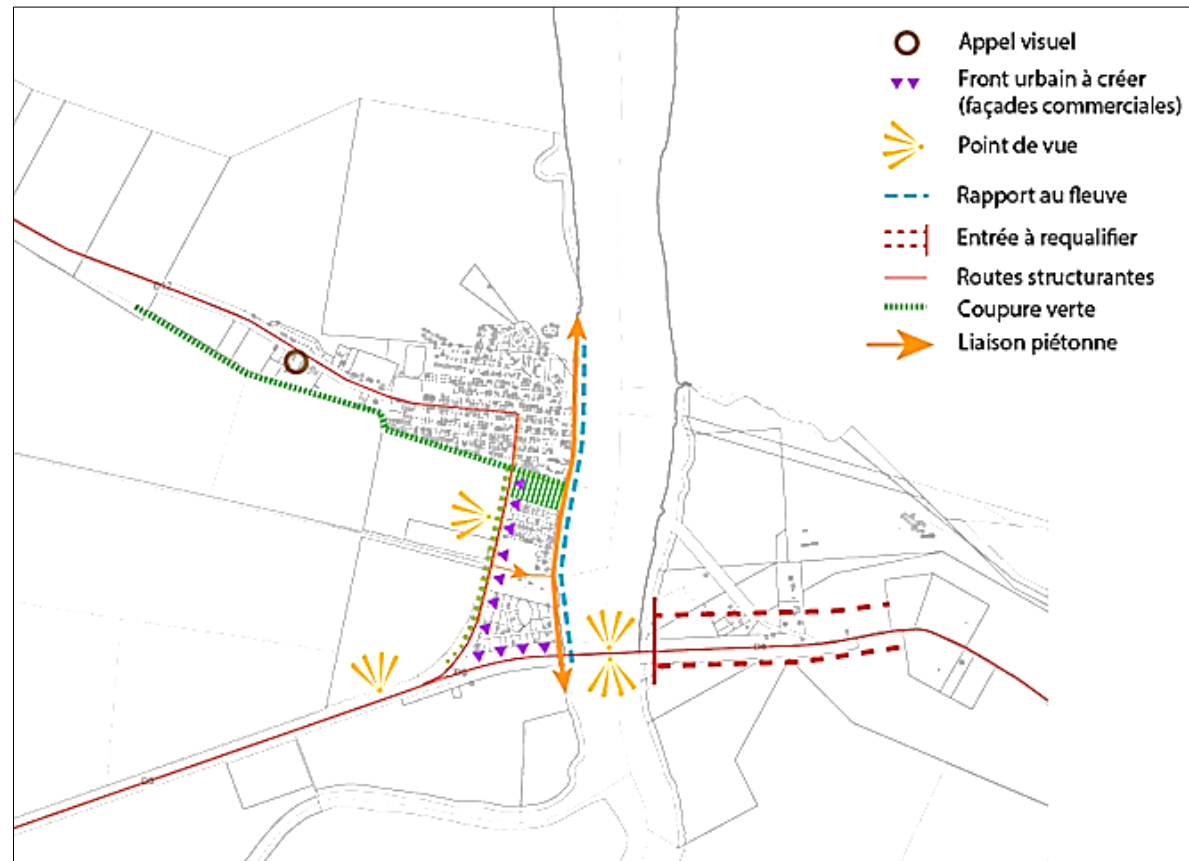 Appel visuel
Front urbain à créer
(façades commerciales)
Point de vue
Rapport au fleuve
Entrée à requalifier
Routes structurantes
Coupure verte
Liaison piétonne